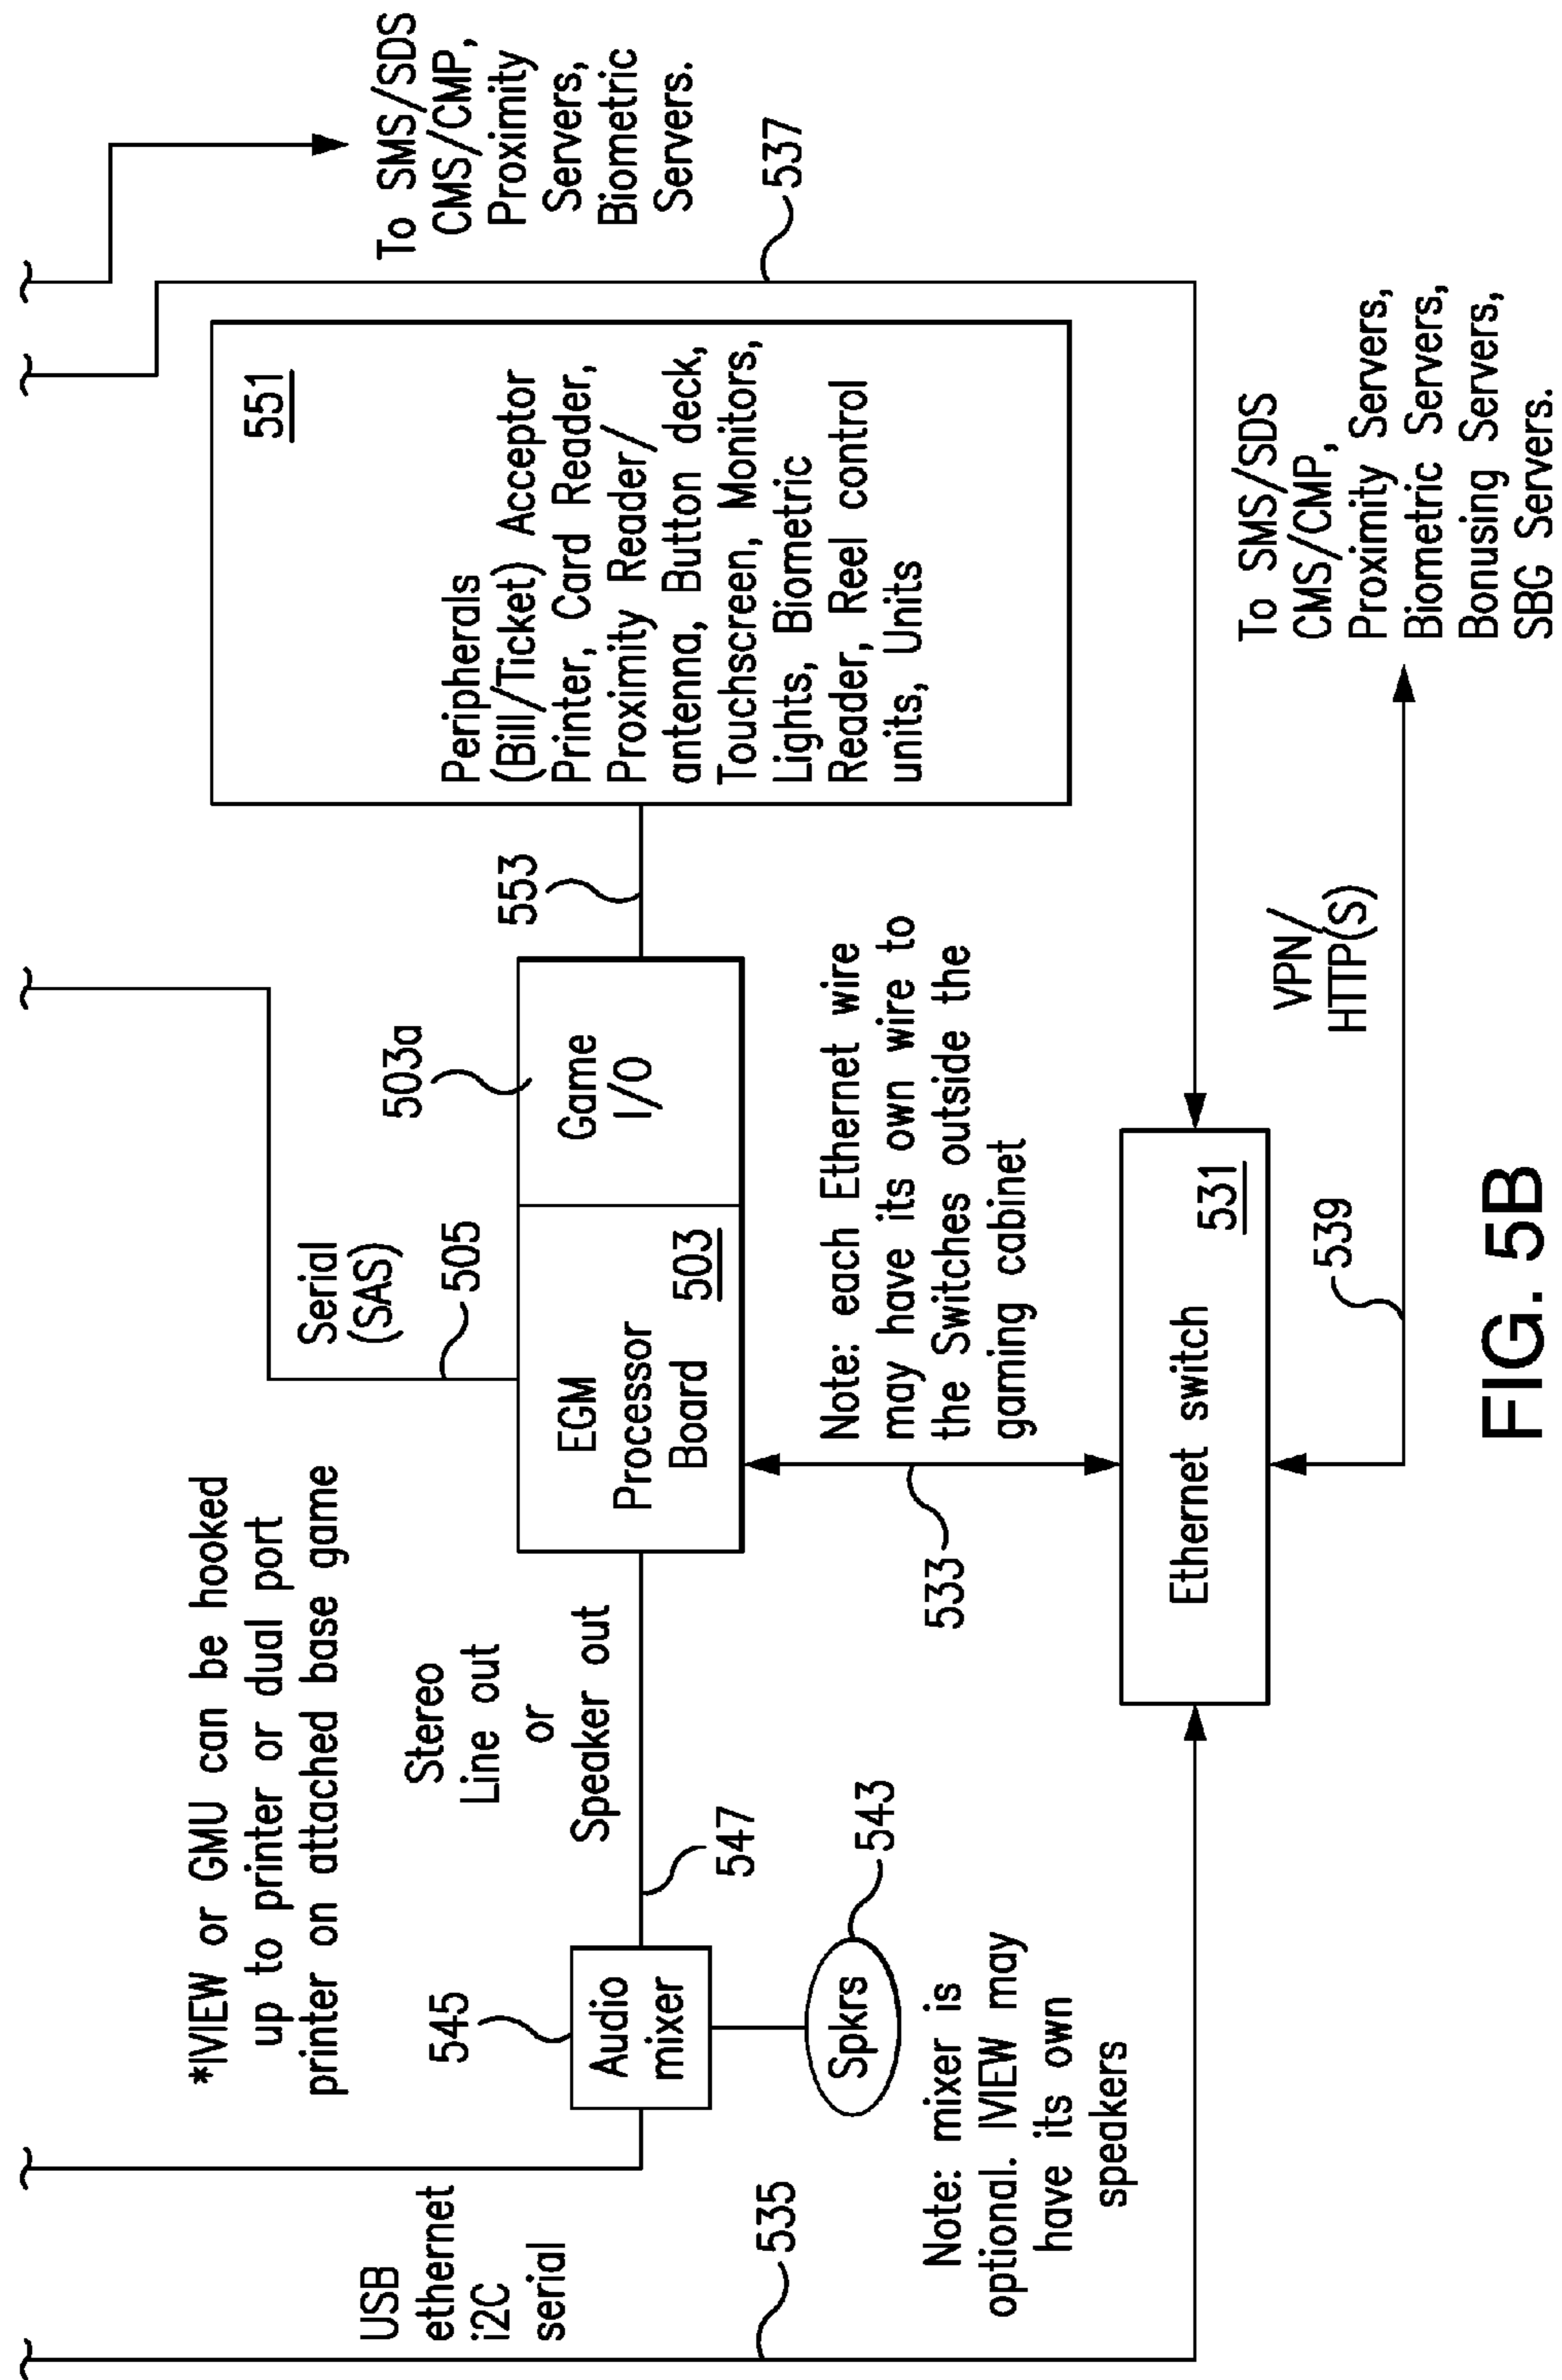 USB
ethernet
i2C
serial
535
*IVIEW or GMU can be hooked
up to printer or dual port
printer on attached base game
545
Audio
mixer
Spkrs
543
Note: mixer is
optional. IVIEW may
have its own
speakers
Stereo
Line out
or
Speaker out
547
Serial
(SAS)
505
EGM
Processor
Board
503
Game
I/O
503a
553
551
Peripherals
(Bill/Ticket) Acceptor
Printer, Card Reader,
Proximity Reader/
antenna, Button deck,
Touchscreen, Monitors,
Lights, Biometric
Reader, Reel control
units, Units
To SMS/SDS
CMS/CMP,
Proximity
Servers,
Biometric
Servers.
537
533
Note: each Ethernet wire
may have its own wire to
the Switches outside the
gaming cabinet
Ethernet switch
531
539
VPN/
HTTP(S)
To SMS/SDS
CMS/CMP,
Proximity Servers,
Biometric Servers,
Bonusing Servers,
SBG Servers.
FIG. 5B